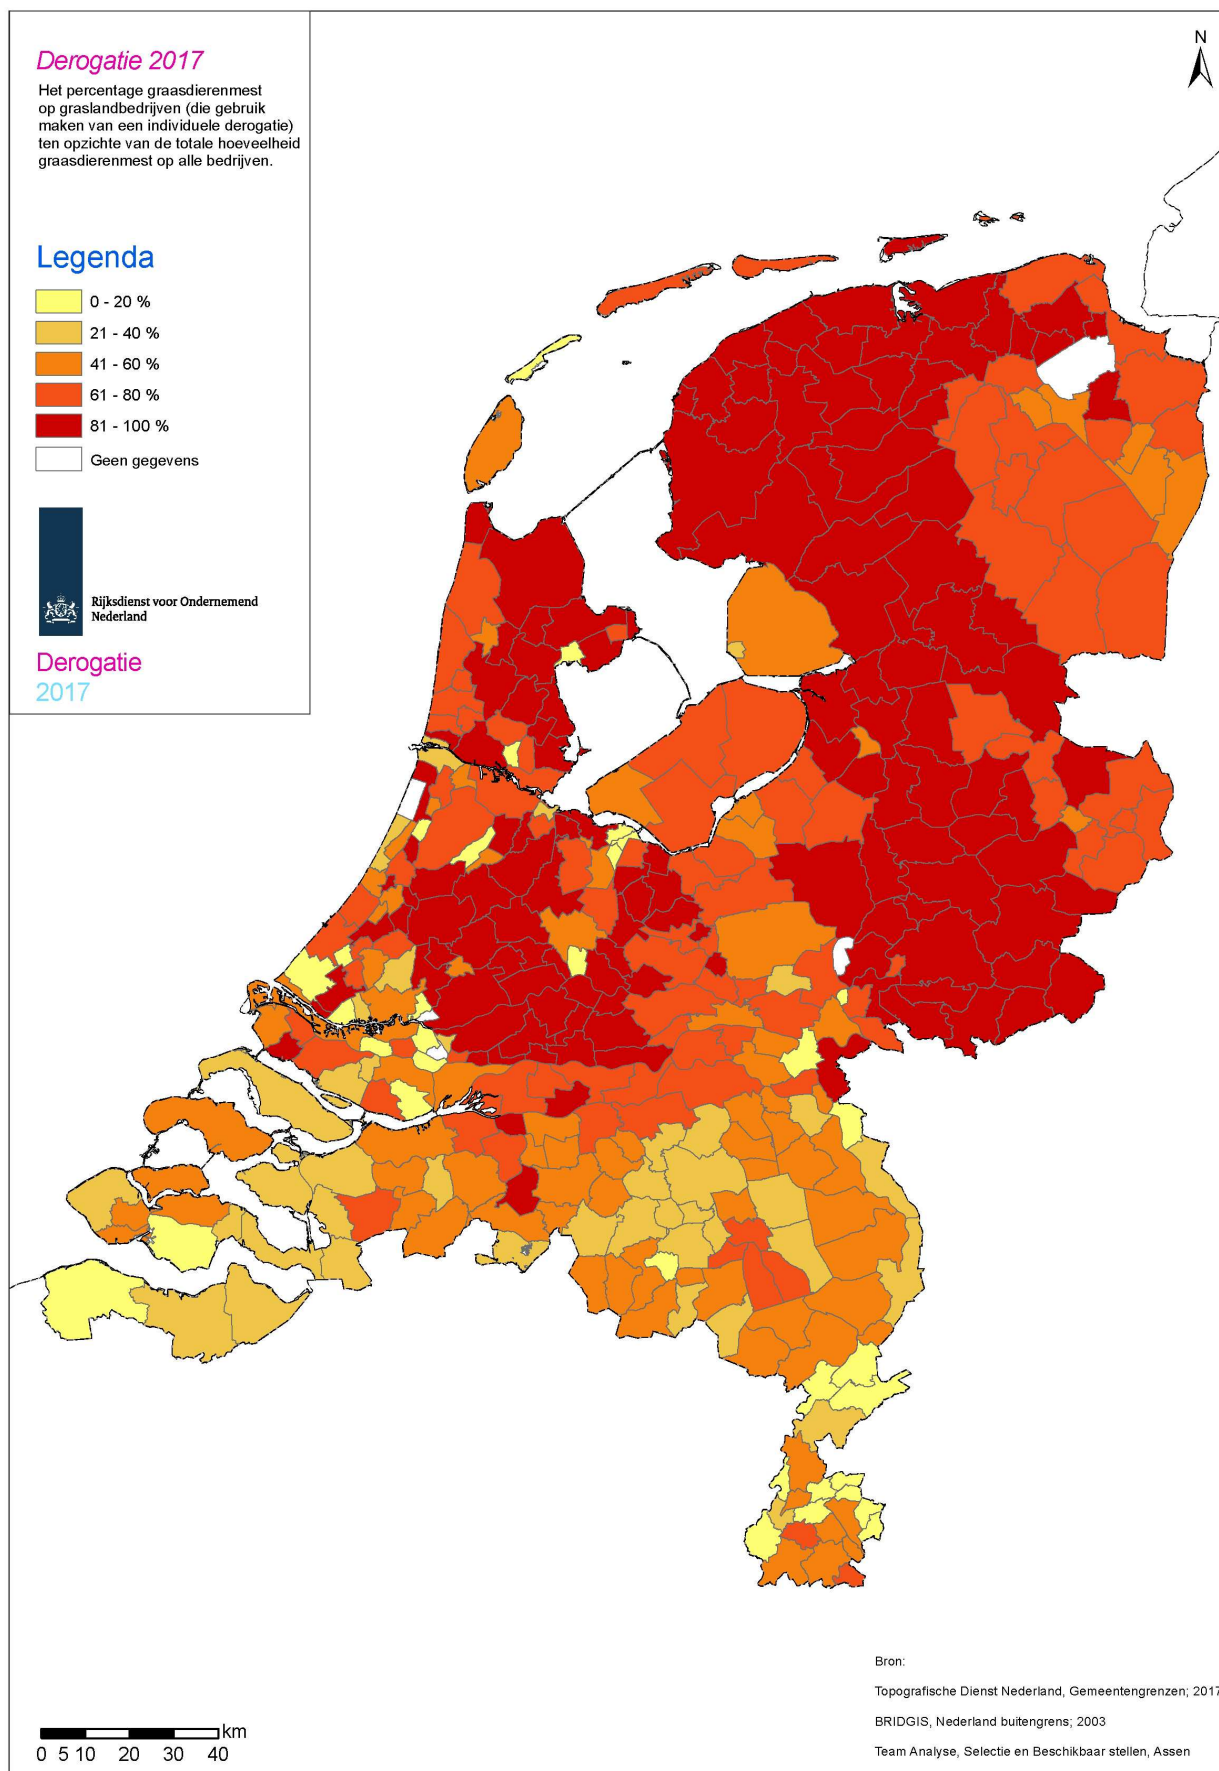 Derogatie 2017
Het percentage graasdierenmest
op graslandbedrijven (die gebruik
maken van een individuele derogatie)
ten opzichte van de totale hoeveelheid
graasdierenmest op alle bedrijven.
N
Legenda
0 - 20 %
21 - 40 %
41 - 60 %
61 - 80 %
81 - 100 %
Geen gegevens
Rijksdienst voor Ondernemend
Nederland
Derogatie
2017
Bron:
Topografische Dienst Nederland, Gemeentengrenzen; 2017
BRIDGIS, Nederland buitengrens; 2003
Team Analyse, Selectie en Beschikbaar stellen, Assen
km
0 5 10 20 30 40